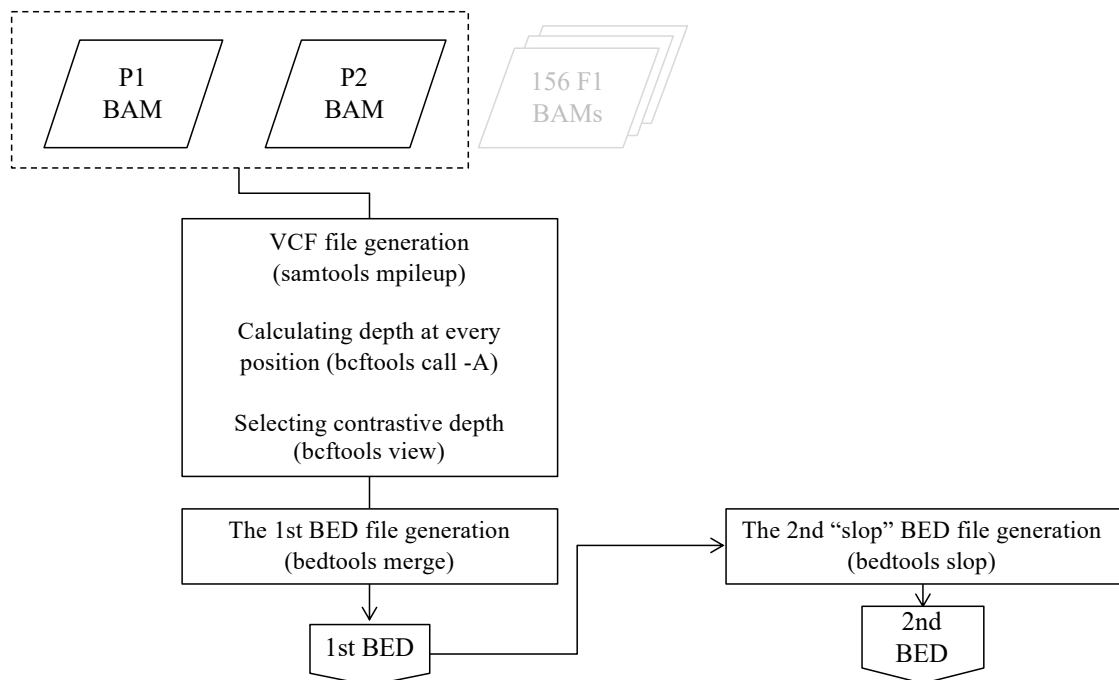 P1
BAM
P2
BAM
156 F1
BAMs
VCF file generation
(samtools mpileup)
Calculating depth at every
position (bcftools call -A)
Selecting contrastive depth
(bcftools view)
The 1st BED file generation
(bedtools merge)
The 2nd “slop” BED file generation
(bedtools slop)
1st BED
2nd
BED